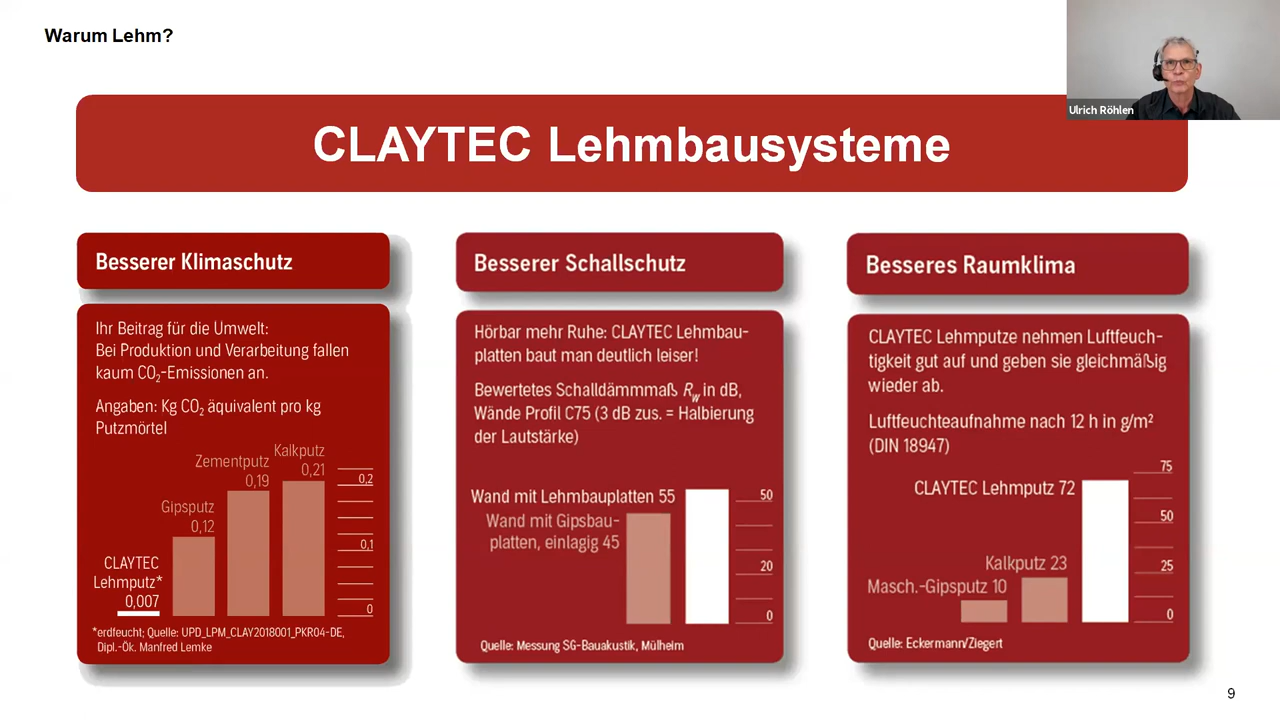 Warum Lehm?
Ulrich Röhlen
CLAYTEC Lehmbausysteme
Besserer Klimaschutz
Ihr Beitrag für die Umwelt:
Bei Produktion und Verarbeitung fallen
kaum CO₂-Emissionen an.
Angaben: Kg CO₂ äquivalent pro kg
Putzmörtel
Kalkputz
0,21
Zementputz
0,19
Gipsputz
0,12
CLAYTEC
Lehmputz*
0,007
0,2
0,1
0
*erdfeucht; Quelle: UPD_LPM_CLAY2018001_PKR04-DE,
Dipl.-Ök. Manfred Lemke
Besserer Schallschutz
Hörbar mehr Ruhe: CLAYTEC Lehmbau-
platten baut man deutlich leiser!
Bewertetes Schalldämmmaß Rw in dB,
Wände Profil C75 (3 dB zus. = Halbierung
der Lautstärke)
Wand mit Lehmbauplatten 55
Wand mit Gipsbau-
platten, einlagig 45
50
20
0
Quelle: Messung SG-Bauakustik, Mülheim
Besseres Raumklima
CLAYTEC Lehmputze nehmen Luftfeuch-
tigkeit gut auf und geben sie gleichmäßig
wieder ab.
Luftfeuchteaufnahme nach 12 h in g/m²
(DIN 18947)
CLAYTEC Lehmputz 72
Kalkputz 23
Masch.-Gipsputz 10
75
50
25
0
Quelle: Eckermann/Ziegert
9